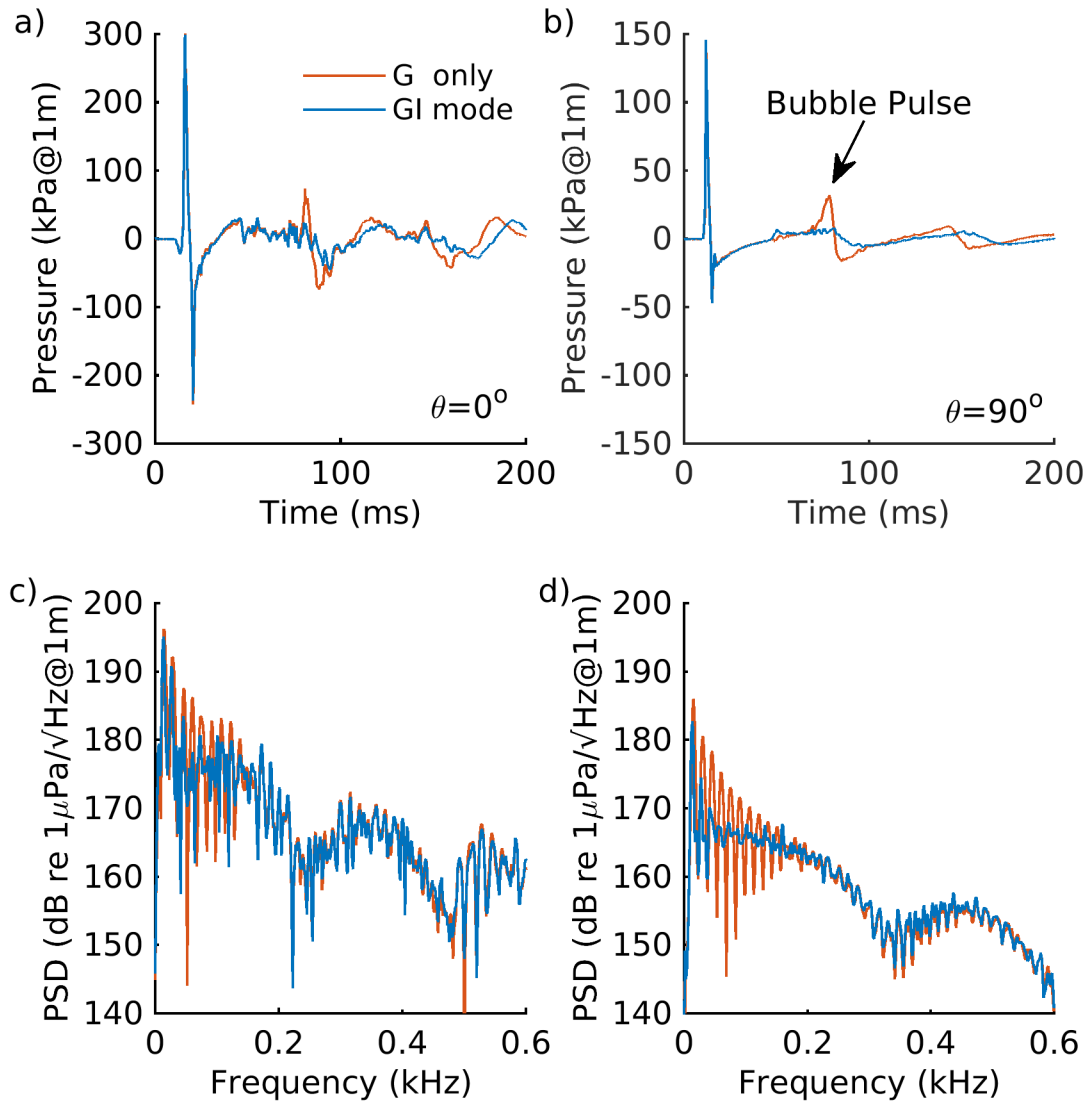 a)
300
200
100
0
-100
-200
-300
Pressure (kPa@1m)
G only
GI mode
θ=0°
0
100
200
Time (ms)
b)
150
100
50
0
-50
-100
-150
Pressure (kPa@1m)
Bubble Pulse
θ=90°
0
100
200
Time (ms)
c)
200
190
180
170
160
150
140
PSD (dB re 1μPa/√Hz@1m)
0
0.2
0.4
0.6
Frequency (kHz)
d)
200
190
180
170
160
150
140
PSD (dB re 1μPa/√Hz@1m)
0
0.2
0.4
0.6
Frequency (kHz)